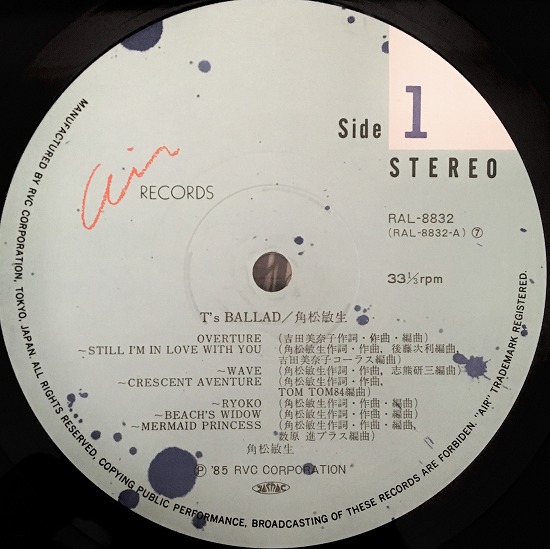 Side 1
STEREO
Air RECORDS
RAL-8832
(RAL-8832-A) ⑦
33⅓rpm
T's BALLAD／角松敏生
OVERTURE (吉田美奈子作詞・作曲・編曲)
~STILL I'M IN LOVE WITH YOU (角松敏生作詞・作曲, 後藤次利編曲,
吉田美奈子コーラス編曲)
~WAVE (角松敏生作詞・作曲, 志熊研三編曲)
~CRESCENT AVENTURE (角松敏生作詞・作曲,
TOM TOM84編曲)
~RYOKO (角松敏生作詞・作曲・編曲)
~BEACH'S WIDOW (角松敏生作詞・作曲・編曲)
~MERMAID PRINCESS (角松敏生作詞・作曲・編曲,
数原 進ブラス編曲)
角松敏生
Ⓟ '85 RVC CORPORATION
JASRAC
MANUFACTURED BY RVC CORPORATION, TOKYO, JAPAN. ALL RIGHTS RESERVED, COPYING PUBLIC PERFORMANCE, BROADCASTING OF THESE RECORDS ARE FORBIDDEN. "AIR" TRADEMARK REGISTERED.